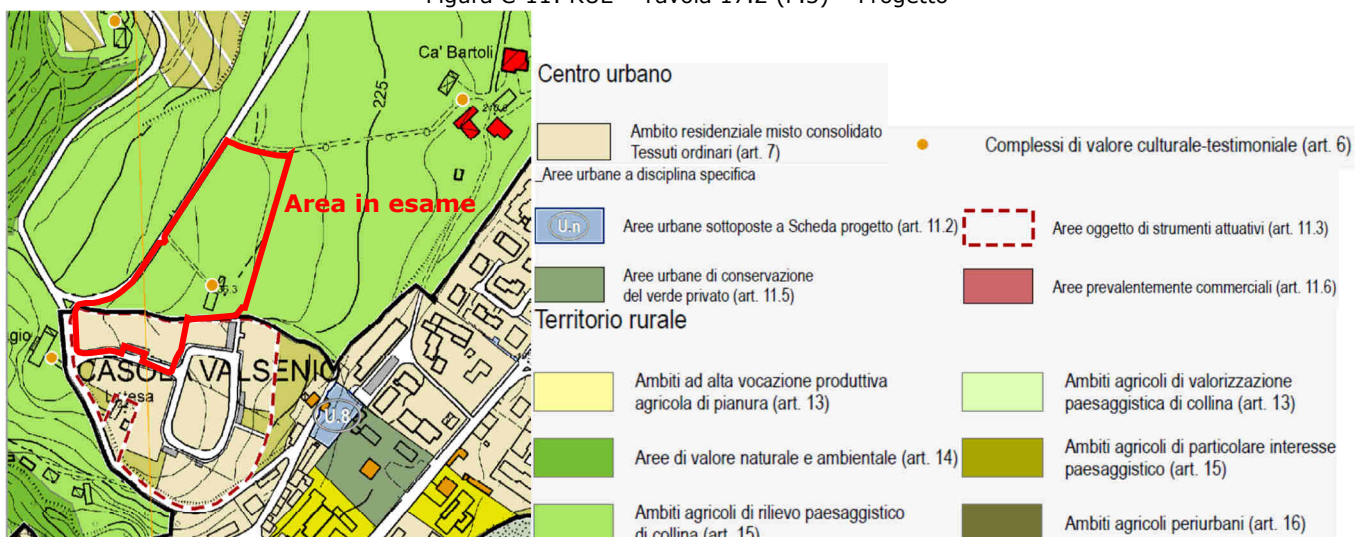 Figura C-11: RUE – Tavola 17.2 (P.3) – Progetto
Ca' Bartoli
225
Area in esame
CASOLA VALSENIO
U.8
Centro urbano
Ambito residenziale misto consolidato
Tessuti ordinari (art. 7)
Complessi di valore culturale-testimoniale (art. 6)
_Aree urbane a disciplina specifica
U.n
Aree urbane sottoposte a Scheda progetto (art. 11.2)
Aree oggetto di strumenti attuativi (art. 11.3)
Aree urbane di conservazione
del verde privato (art. 11.5)
Aree prevalentemente commerciali (art. 11.6)
Territorio rurale
Ambiti ad alta vocazione produttiva
agricola di pianura (art. 13)
Ambiti agricoli di valorizzazione
paesaggistica di collina (art. 13)
Aree di valore naturale e ambientale (art. 14)
Ambiti agricoli di particolare interesse
paesaggistico (art. 15)
Ambiti agricoli di rilievo paesaggistico
di collina (art. 15)
Ambiti agricoli periurbani (art. 16)